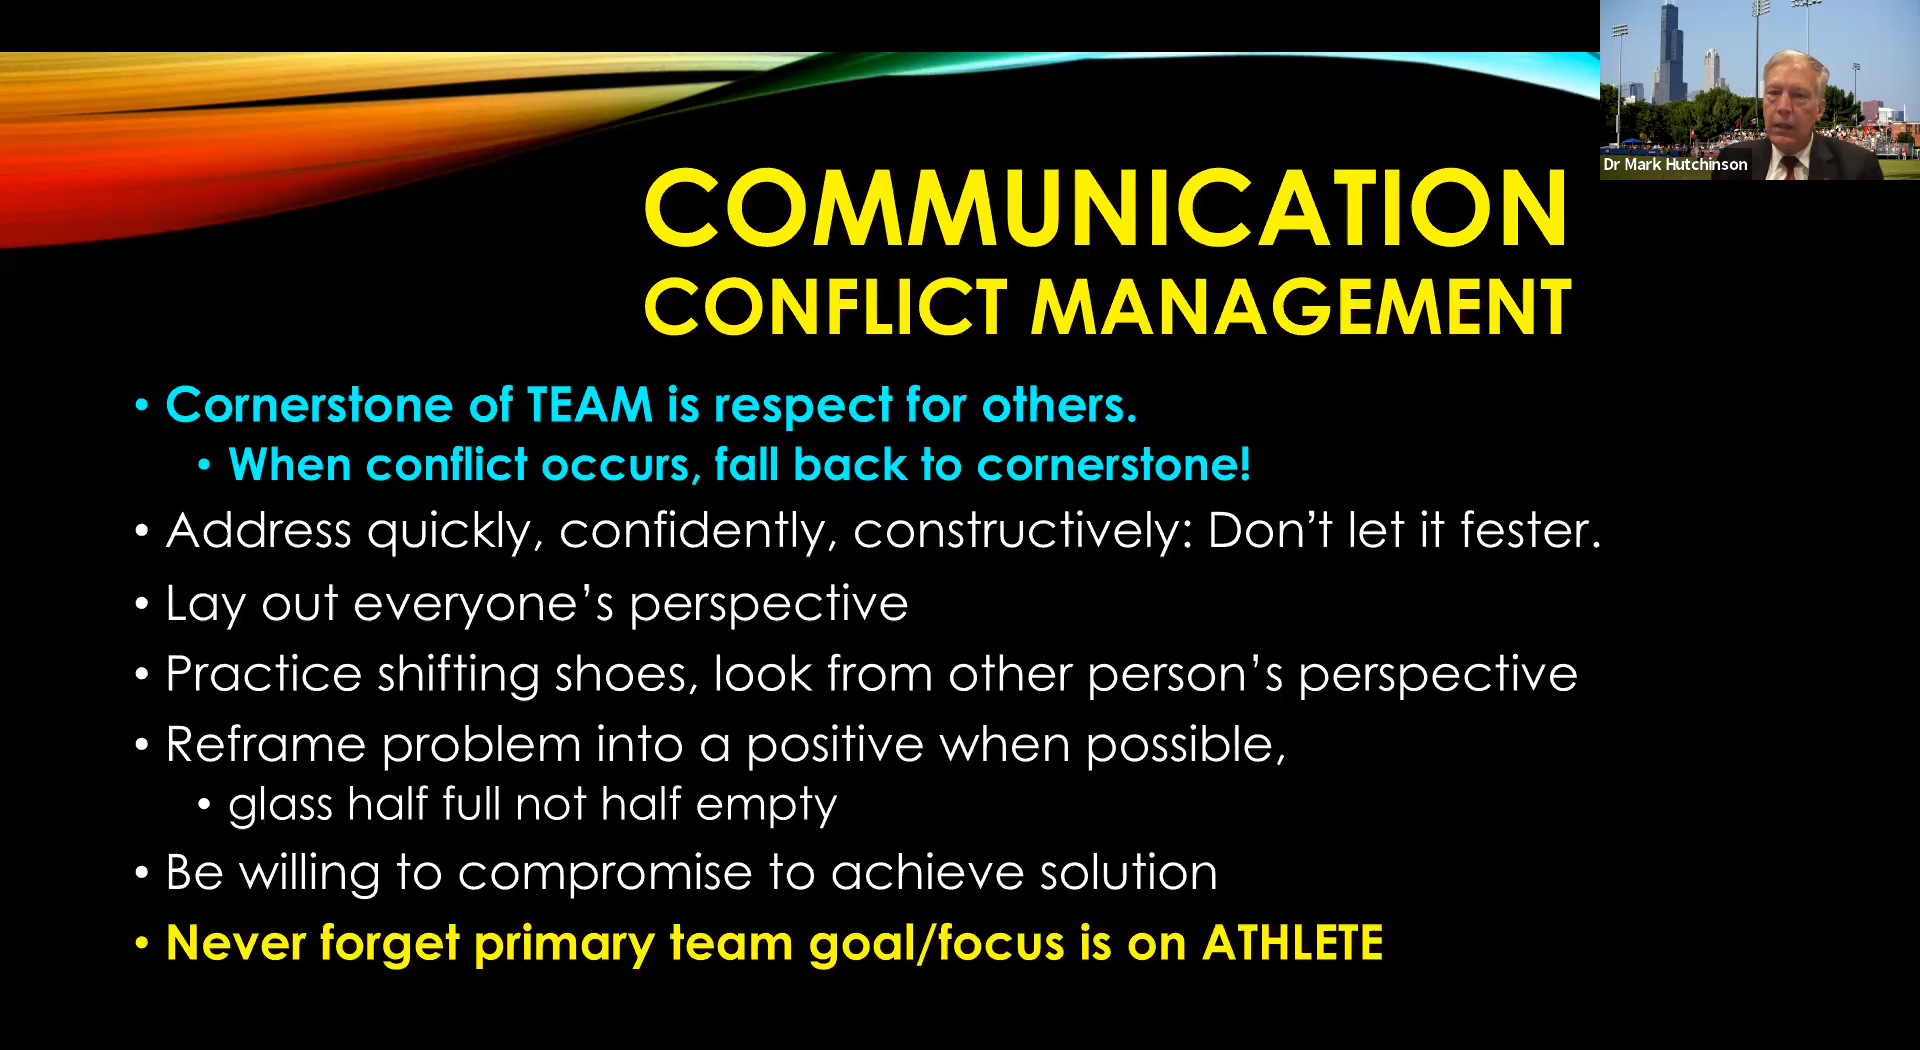 Dr Mark Hutchinson
COMMUNICATION
CONFLICT MANAGEMENT
• Cornerstone of TEAM is respect for others.
• When conflict occurs, fall back to cornerstone!
• Address quickly, confidently, constructively: Don’t let it fester.
• Lay out everyone’s perspective
• Practice shifting shoes, look from other person’s perspective
• Reframe problem into a positive when possible,
• glass half full not half empty
• Be willing to compromise to achieve solution
• Never forget primary team goal/focus is on ATHLETE